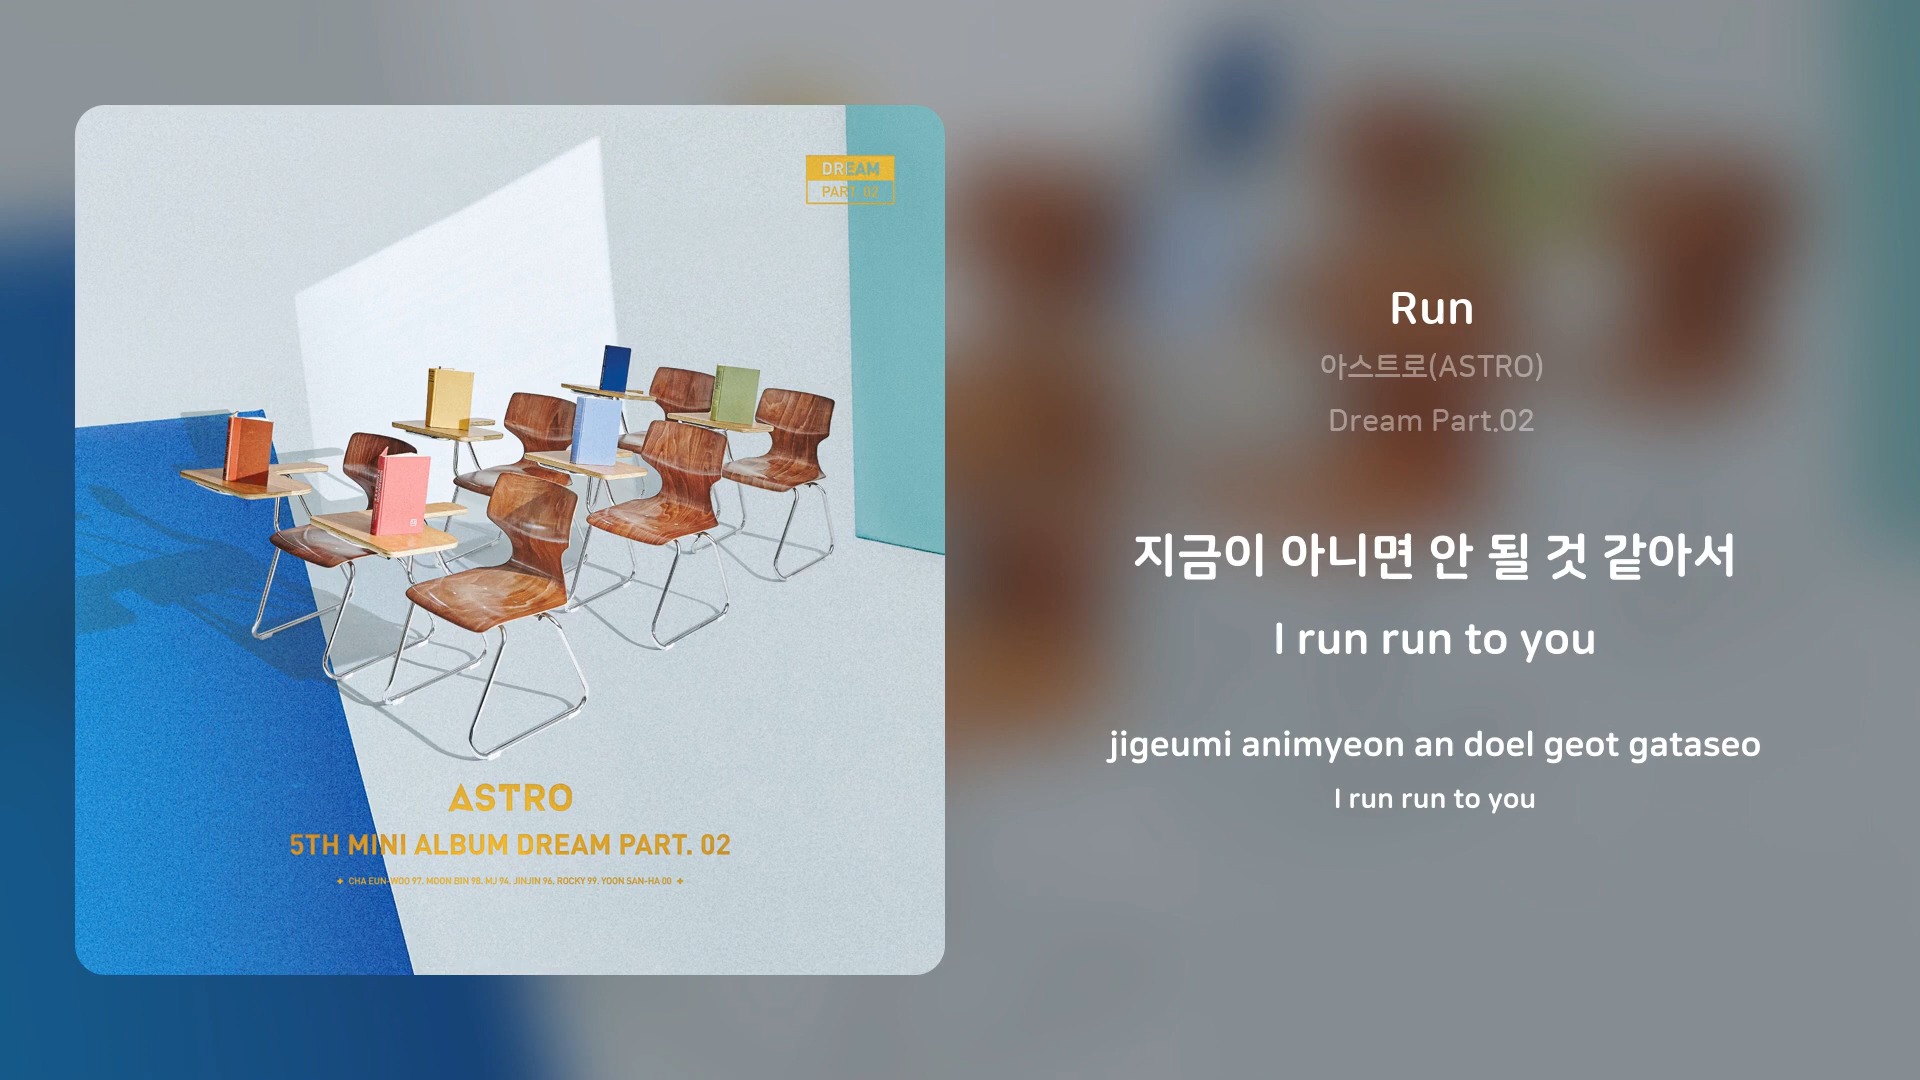 DREAM
PART. 02
ASTRO
5TH MINI ALBUM DREAM PART. 02
✦ CHA EUN-WOO 97. MOON BIN 98. MJ 94. JINJIN 96. ROCKY 99. YOON SAN-HA 00 ✦
Run
아스트로(ASTRO)
Dream Part.02
지금이 아니면 안 될 것 같아서
I run run to you
jigeumi animyeon an doel geot gataseo
I run run to you